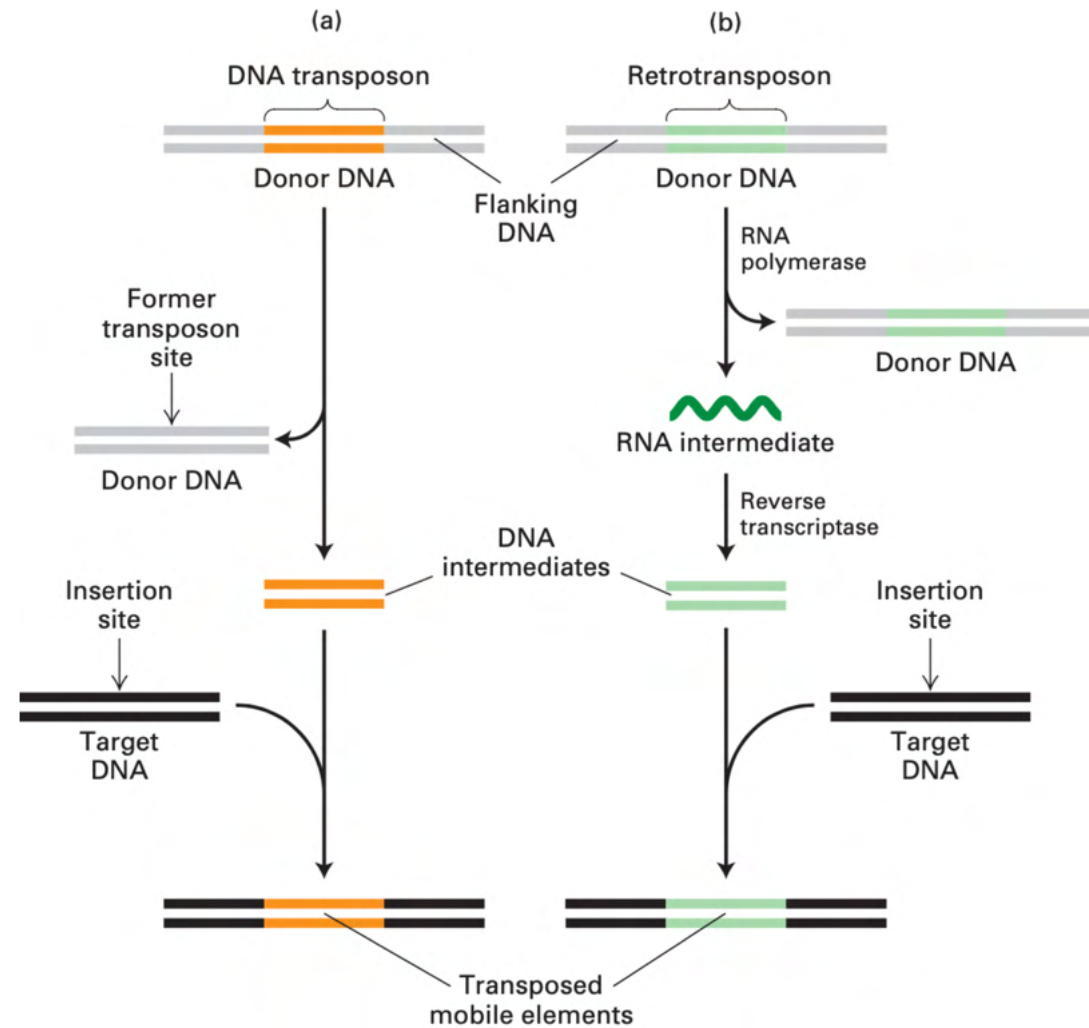 (a)
DNA transposon
Donor DNA
Flanking
DNA
Former
transposon
site
Donor DNA
DNA
intermediates
Insertion
site
Target
DNA
(b)
Retrotransposon
Donor DNA
RNA
polymerase
Donor DNA
RNA intermediate
Reverse
transcriptase
Insertion
site
Target
DNA
Transposed
mobile elements